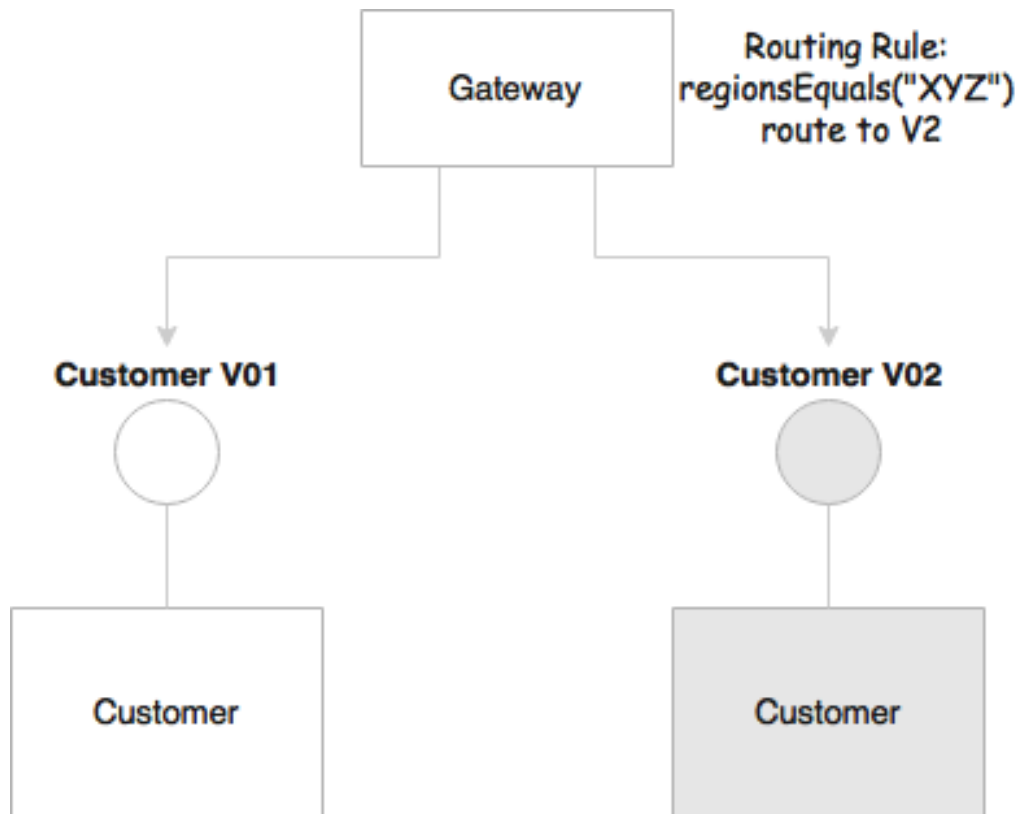 Gateway
Routing Rule:
regionsEquals("XYZ")
route to V2
Customer V01
Customer V02
Customer
Customer